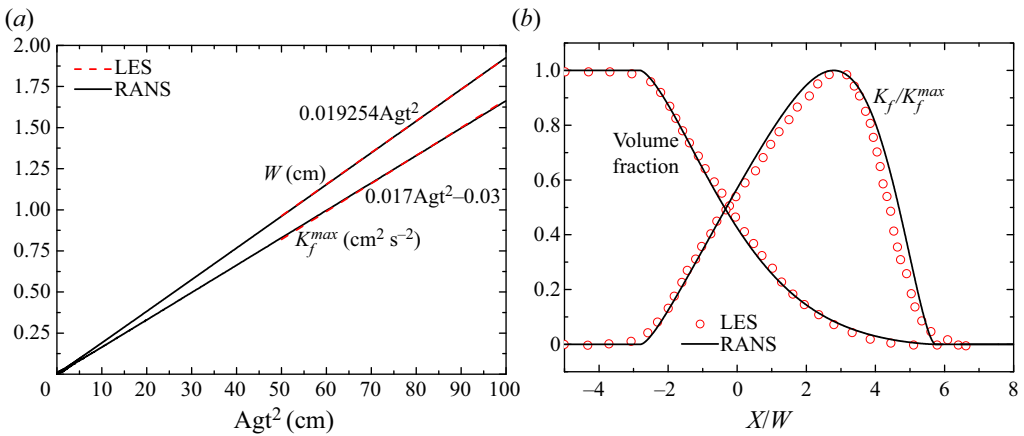 (a)
2.00
1.75
1.50
1.25
1.00
0.75
0.50
0.25
LES
RANS
0.019254Agt²
W (cm)
0.017Agt²–0.03
K_f^max (cm² s⁻²)
0 10 20 30 40 50 60 70 80 90 100
Agt² (cm)
(b)
1.0
0.8
0.6
0.4
0.2
0
K_f/K_f^max
Volume
fraction
LES
RANS
–4 –2 0 2 4 6 8
X/W